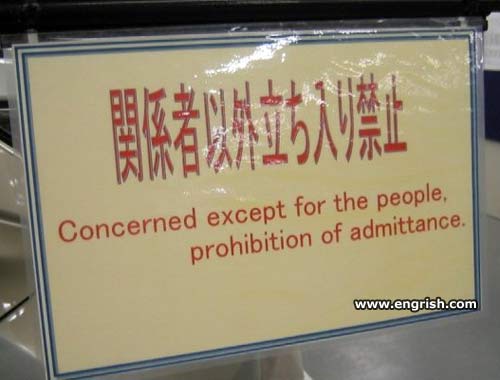 関係者以外立ち入り禁止
Concerned except for the people,
prohibition of admittance.
www.engrish.com